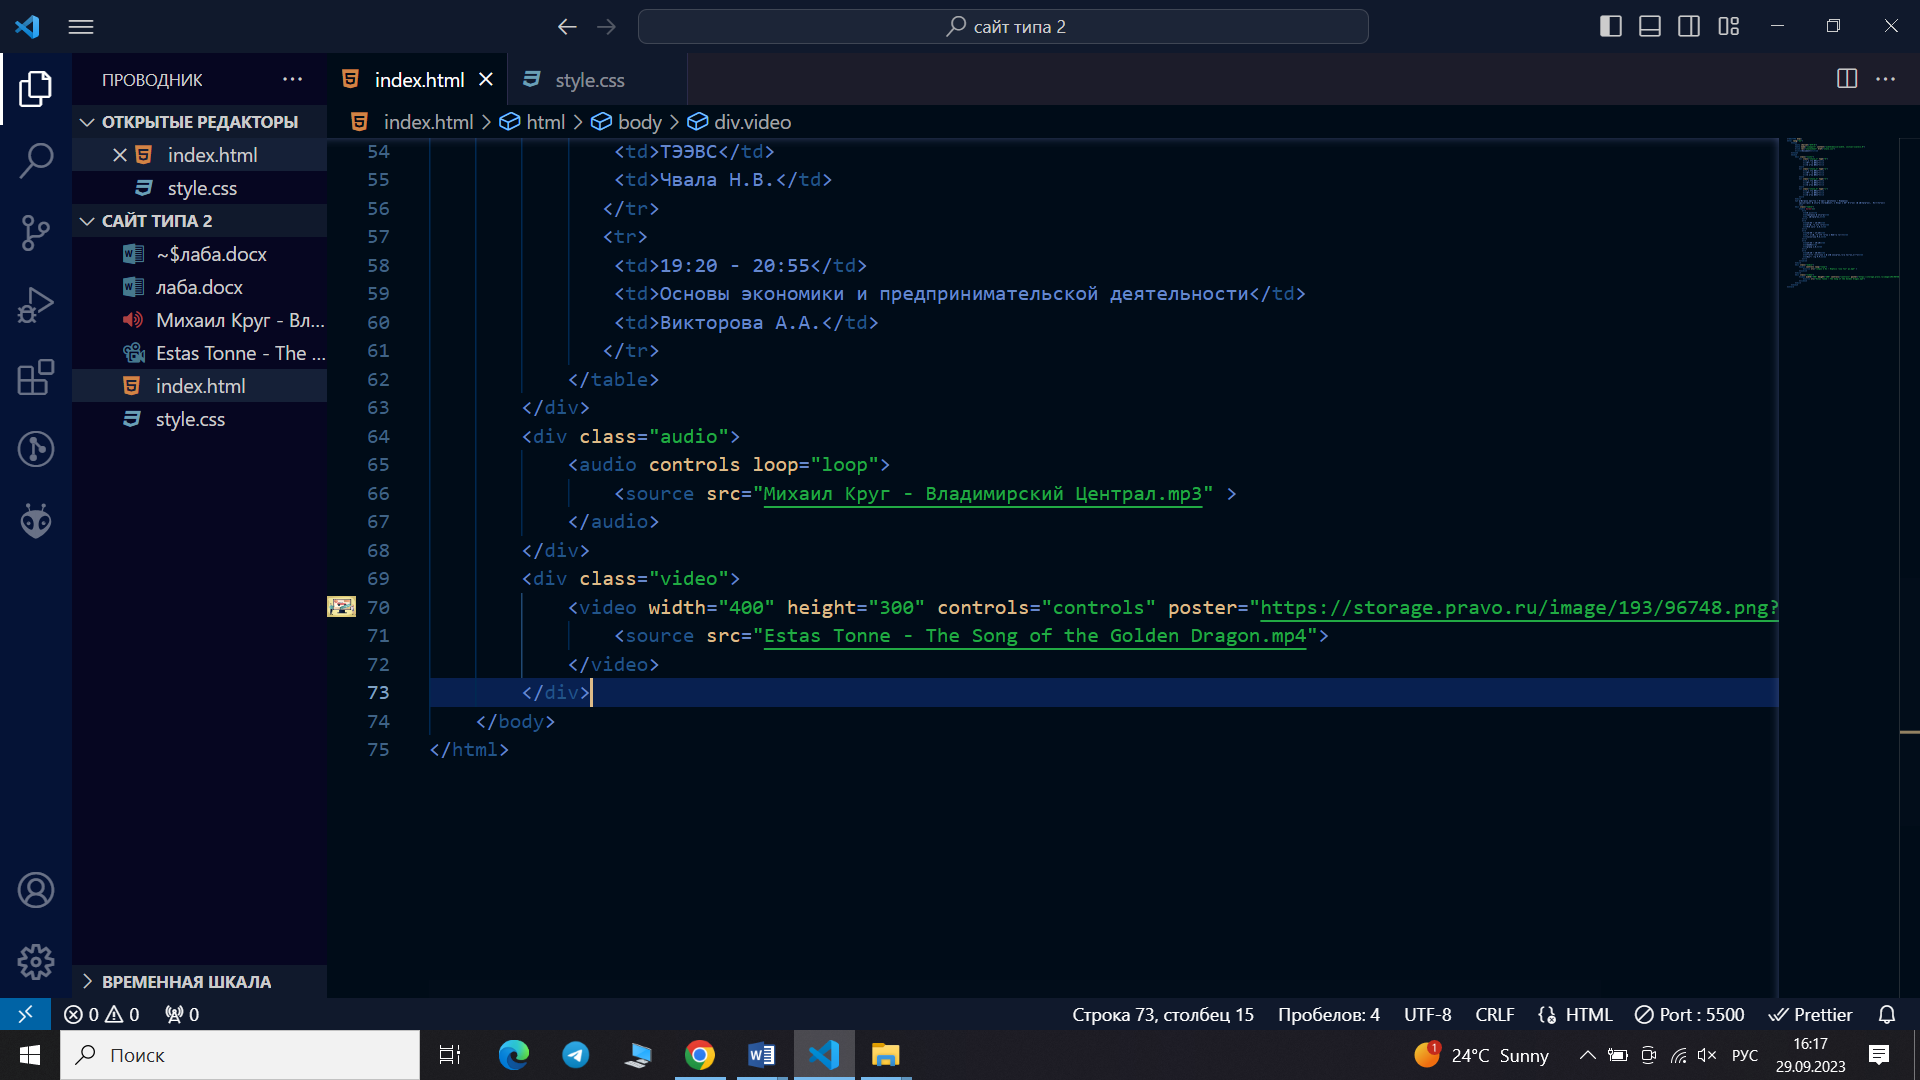 сайт типа 2
ПРОВОДНИК
index.html
style.css
index.html > html > body > div.video
ОТКРЫТЫЕ РЕДАКТОРЫ
index.html
style.css
САЙТ ТИПА 2
~$лаба.docx
лаба.docx
Михаил Круг - Вл...
Estas Tonne - The ...
index.html
style.css
ВРЕМЕННАЯ ШКАЛА
54 <td>ТЭЭВС</td>
55 <td>Чвала Н.В.</td>
56 </tr>
57 <tr>
58 <td>19:20 - 20:55</td>
59 <td>Основы экономики и предпринимательской деятельности</td>
60 <td>Викторова А.А.</td>
61 </tr>
62 </table>
63 </div>
64 <div class="audio">
65 <audio controls loop="loop">
66 <source src="Михаил Круг - Владимирский Централ.mp3" >
67 </audio>
68 </div>
69 <div class="video">
70 <video width="400" height="300" controls="controls" poster="https://storage.pravo.ru/image/193/96748.png?
71 <source src="Estas Tonne - The Song of the Golden Dragon.mp4">
72 </video>
73 </div>
74 </body>
75 </html>
0 0 0
Строка 73, столбец 15 Пробелов: 4 UTF-8 CRLF HTML Port : 5500 Prettier
Поиск
1 24°C Sunny
РУС
16:17
29.09.2023